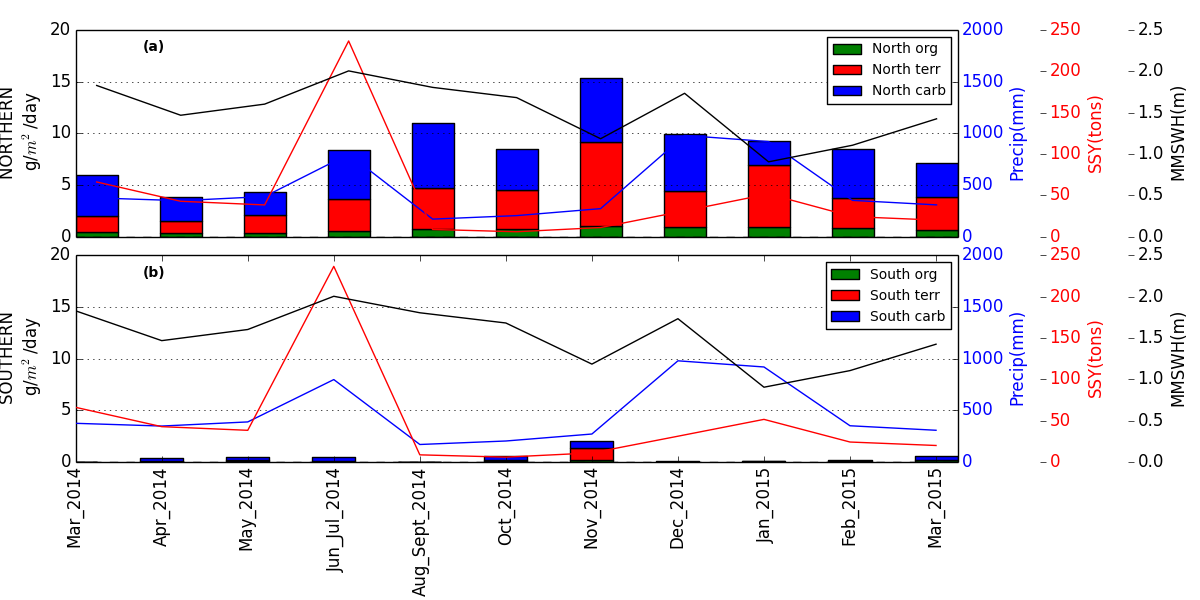 (a)
NORTHERN
g/m² /day
20
15
10
5
0
North org
North terr
North carb
2000
1500
1000
500
0
Precip(mm)
250
200
150
100
50
0
SSY(tons)
2.5
2.0
1.5
1.0
0.5
0.0
MMSWH(m)
(b)
SOUTHERN
g/m² /day
20
15
10
5
0
South org
South terr
South carb
2000
1500
1000
500
0
Precip(mm)
250
200
150
100
50
0
SSY(tons)
2.5
2.0
1.5
1.0
0.5
0.0
MMSWH(m)
Mar_2014
Apr_2014
May_2014
Jun_Jul_2014
Aug_Sept_2014
Oct_2014
Nov_2014
Dec_2014
Jan_2015
Feb_2015
Mar_2015